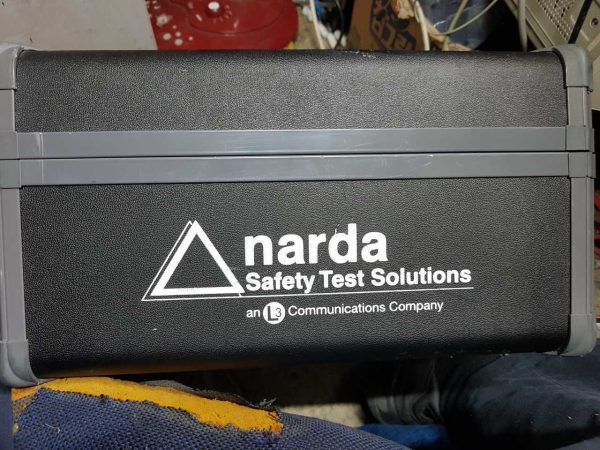 narda
Safety Test Solutions
an L3 Communications Company